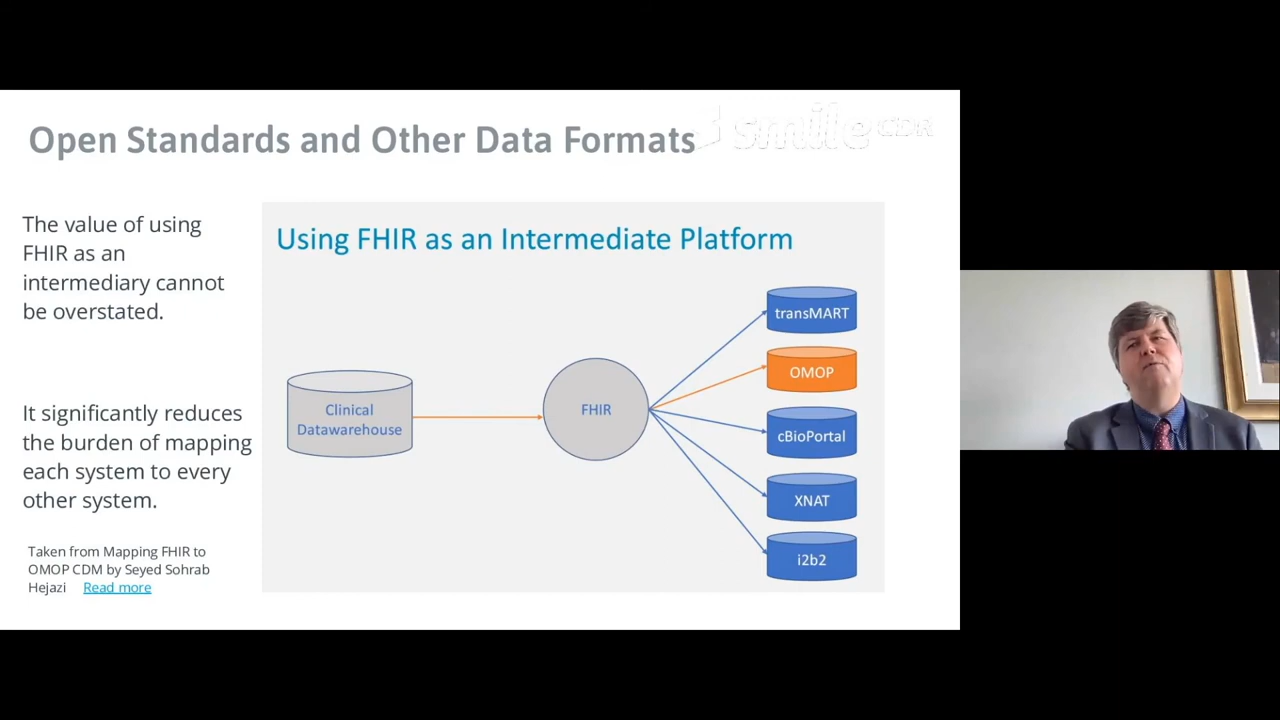 Open Standards and Other Data Formats
smile CDR
The value of using
FHIR as an
intermediary cannot
be overstated.
It significantly reduces
the burden of mapping
each system to every
other system.
Taken from Mapping FHIR to
OMOP CDM by Seyed Sohrab
Hejazi Read more
Using FHIR as an Intermediate Platform
Clinical
Datawarehouse
FHIR
transMART
OMOP
cBioPortal
XNAT
i2b2